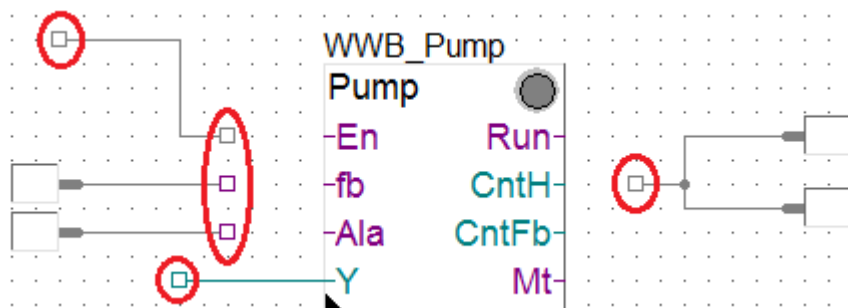 WWB_Pump
Pump
En Run
fb CntH
Ala CntFb
Y Mt